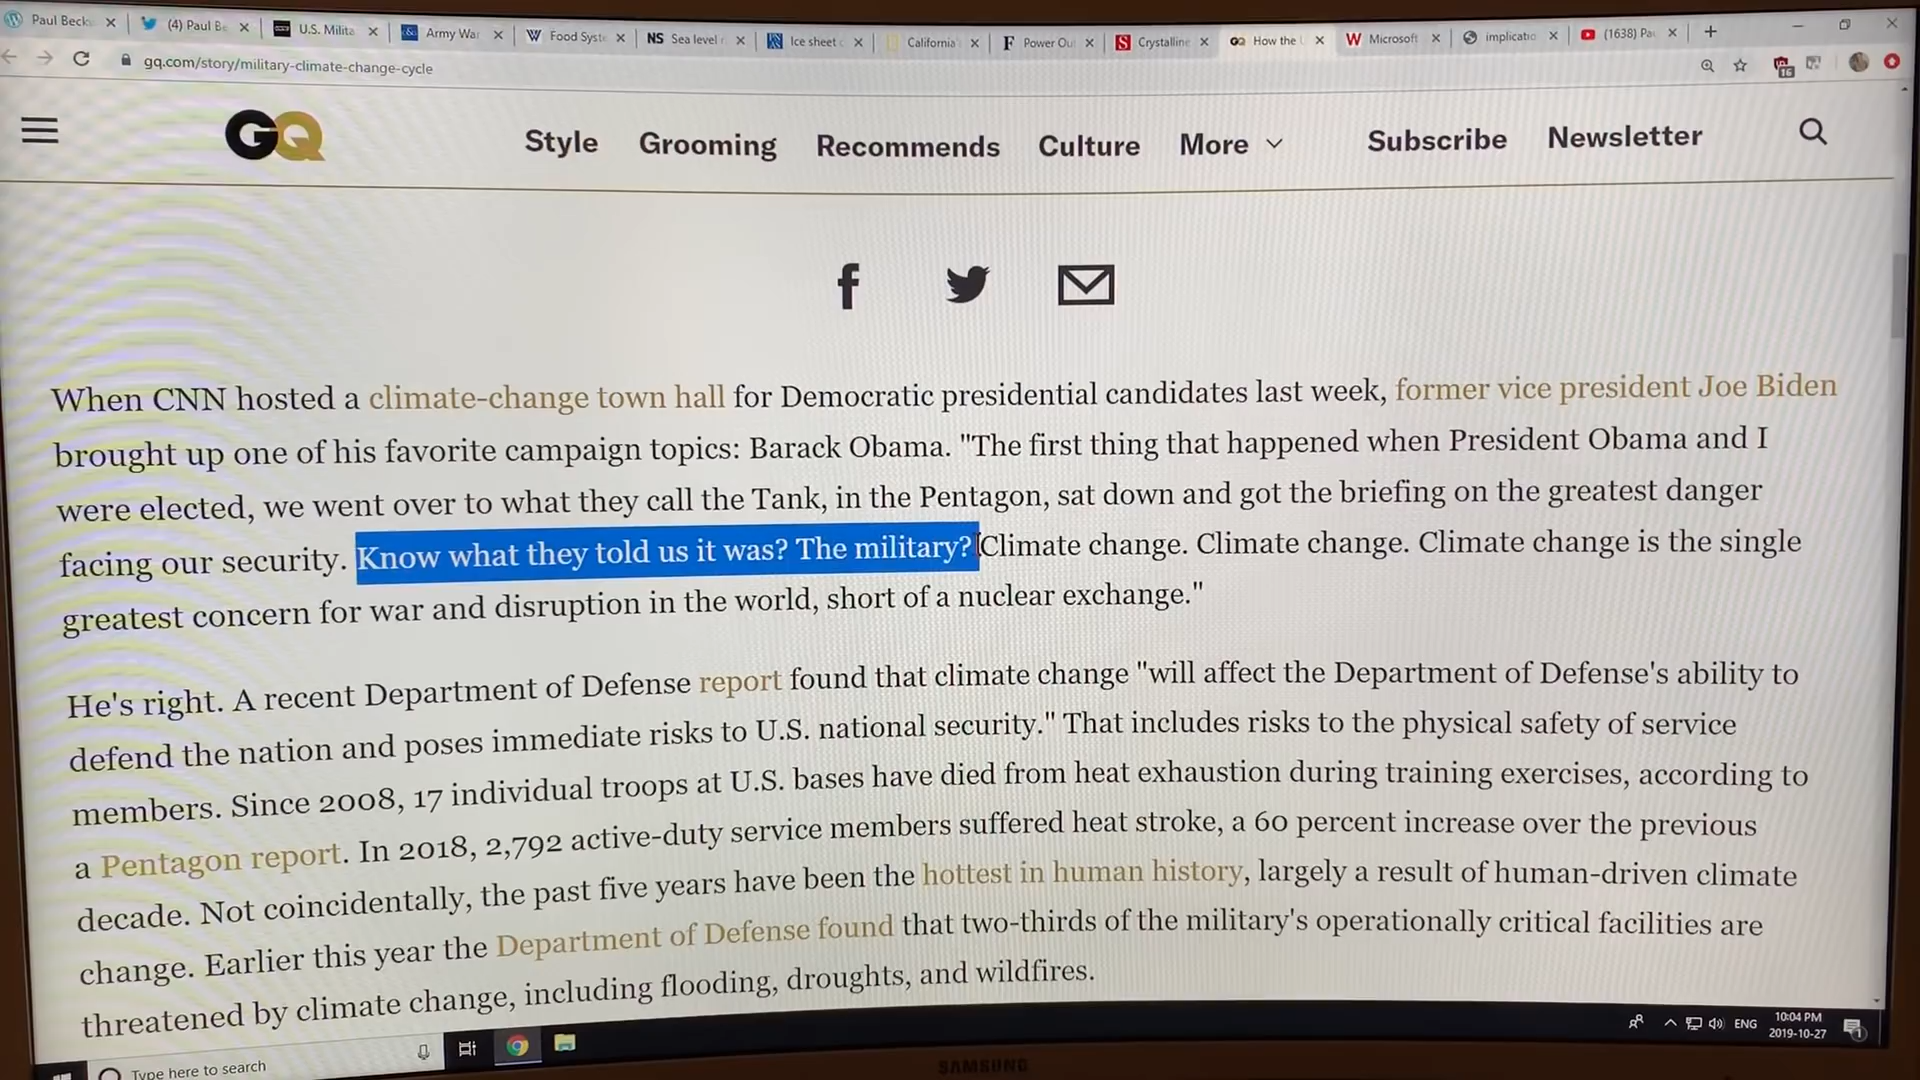 Paul Beck
(4) Paul Be
U.S. Milita
Army War
Food Syste
NS Sea level r
Ice sheet c
California'
F Power Ou
S Crystalline
GQ How the U
W Microsoft
implicatio
(1638) Pau
gq.com/story/military-climate-change-cycle
16
GQ
Style Grooming Recommends Culture More Subscribe Newsletter
When CNN hosted a climate-change town hall for Democratic presidential candidates last week, former vice president Joe Biden
brought up one of his favorite campaign topics: Barack Obama. "The first thing that happened when President Obama and I
were elected, we went over to what they call the Tank, in the Pentagon, sat down and got the briefing on the greatest danger
facing our security. Know what they told us it was? The military? Climate change. Climate change. Climate change is the single
greatest concern for war and disruption in the world, short of a nuclear exchange."
He's right. A recent Department of Defense report found that climate change "will affect the Department of Defense's ability to
defend the nation and poses immediate risks to U.S. national security." That includes risks to the physical safety of service
members. Since 2008, 17 individual troops at U.S. bases have died from heat exhaustion during training exercises, according to
a Pentagon report. In 2018, 2,792 active-duty service members suffered heat stroke, a 60 percent increase over the previous
decade. Not coincidentally, the past five years have been the hottest in human history, largely a result of human-driven climate
change. Earlier this year the Department of Defense found that two-thirds of the military's operationally critical facilities are
threatened by climate change, including flooding, droughts, and wildfires.
Type here to search
ENG
10:04 PM
2019-10-27
1
SAMSUNG